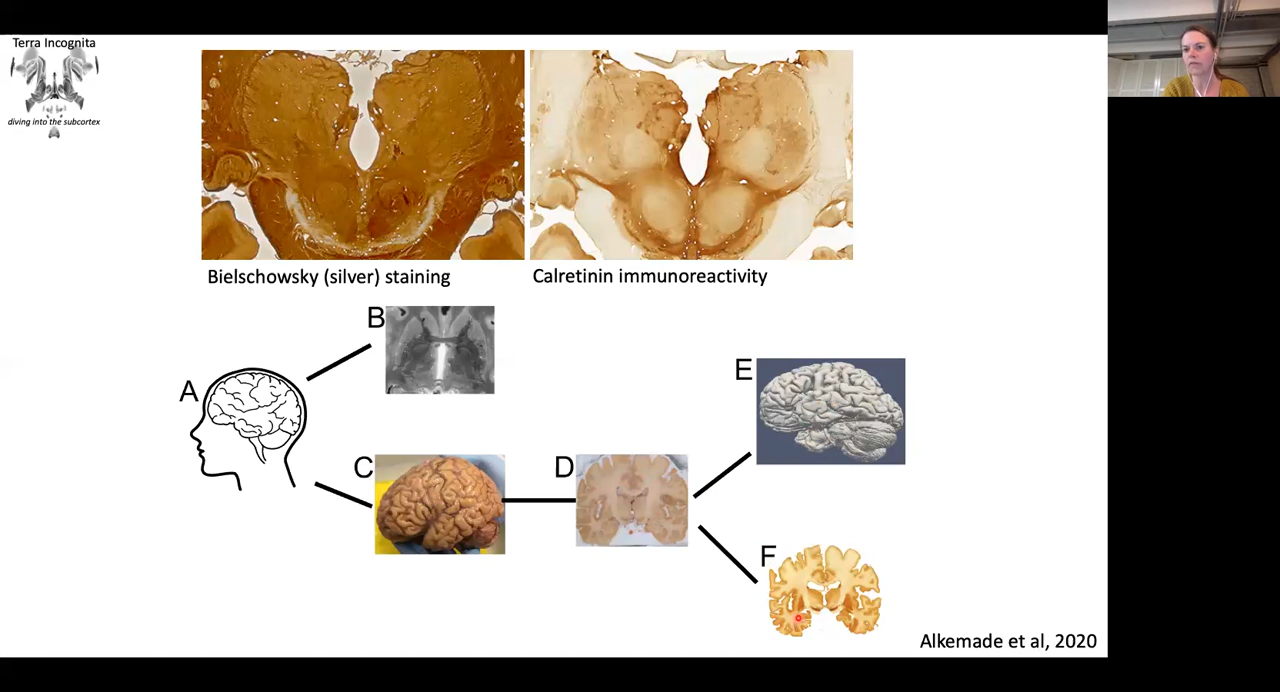 Terra Incognita
diving into the subcortex
Bielschowsky (silver) staining
Calretinin immunoreactivity
A
B
C
D
E
F
Alkemade et al, 2020